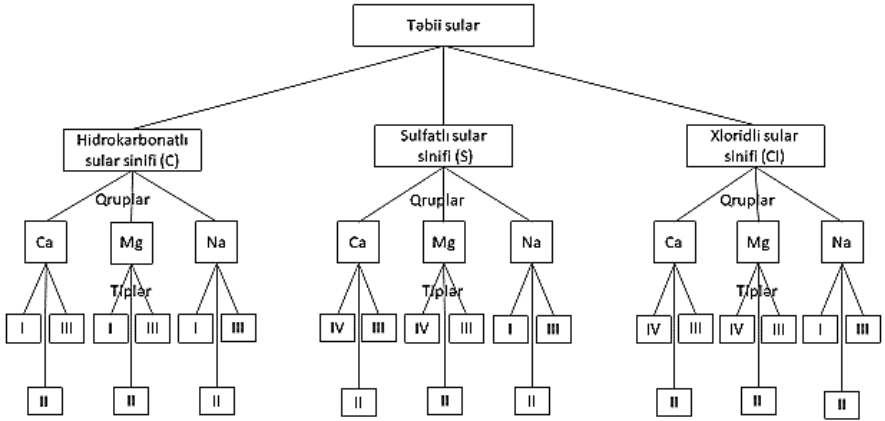 Təbii sular
Hidrokarbonatlı
sular sinifi (C)
Sulfatlı sular
sinifi (S)
Xloridli sular
sinifi (CI)
Qruplar
Qruplar
Qruplar
Ca
Mg
Na
Ca
Mg
Na
Ca
Mg
Na
Tiplər
Tiplər
Tiplər
I
III
I
III
I
III
IV
III
IV
III
I
III
IV
III
IV
III
I
III
II
II
II
II
II
II
II
II
II